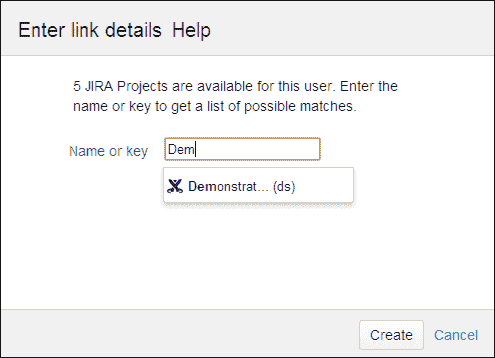 Enter link details Help
5 JIRA Projects are available for this user. Enter the
name or key to get a list of possible matches.
Name or key Dem
Demonstrat... (ds)
Create Cancel